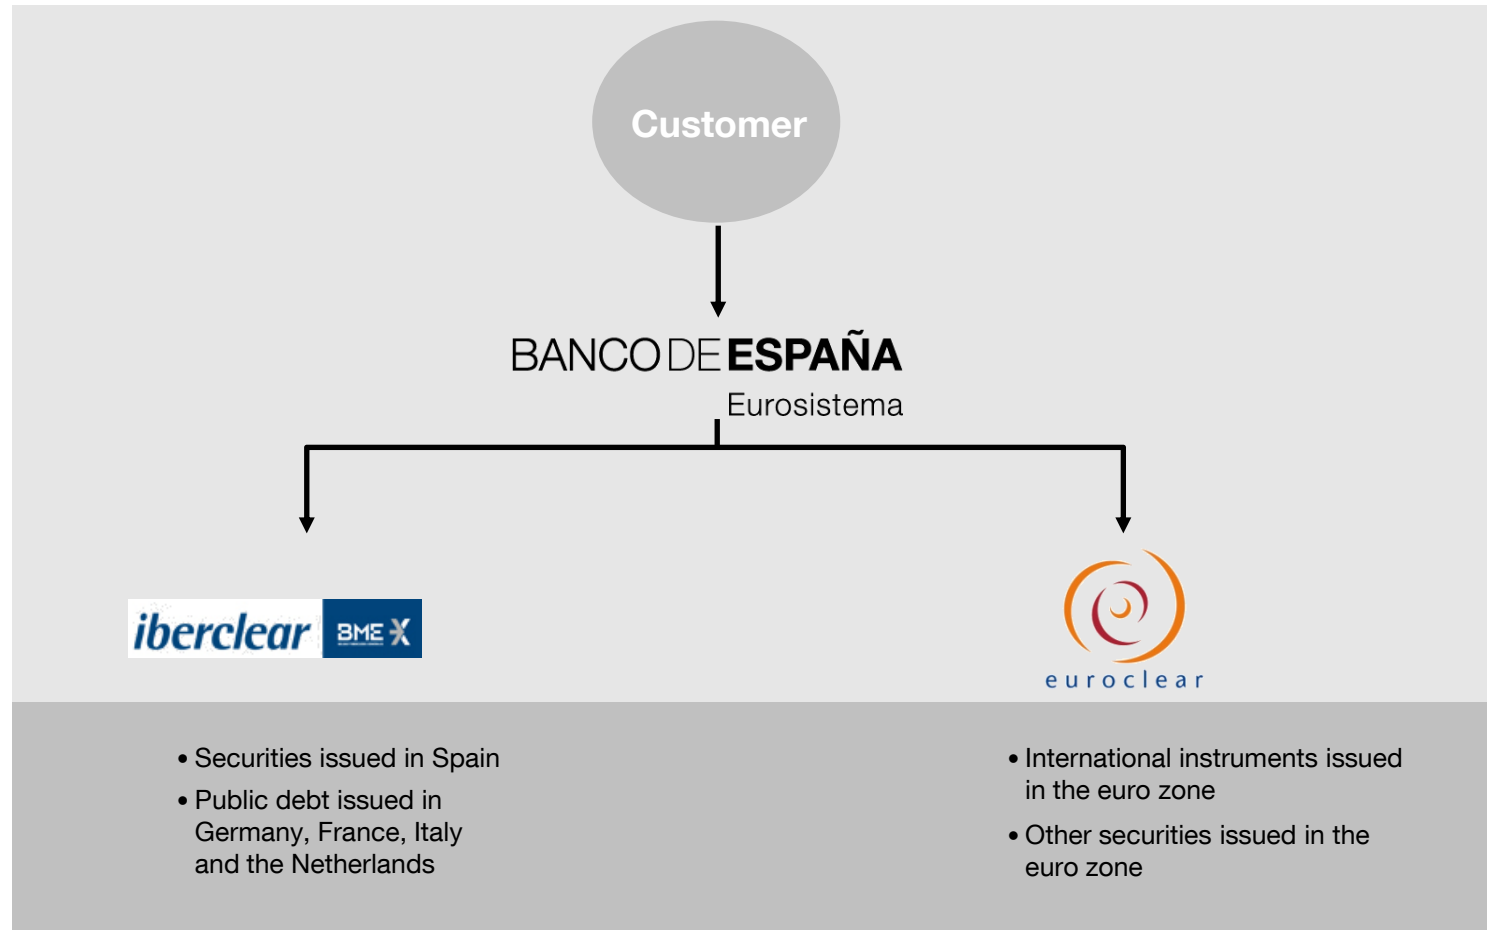 Customer
BANCO DE ESPAÑA
Eurosistema
iberclear BME X
euroclear
• Securities issued in Spain
• Public debt issued in
Germany, France, Italy
and the Netherlands
• International instruments issued
in the euro zone
• Other securities issued in the
euro zone